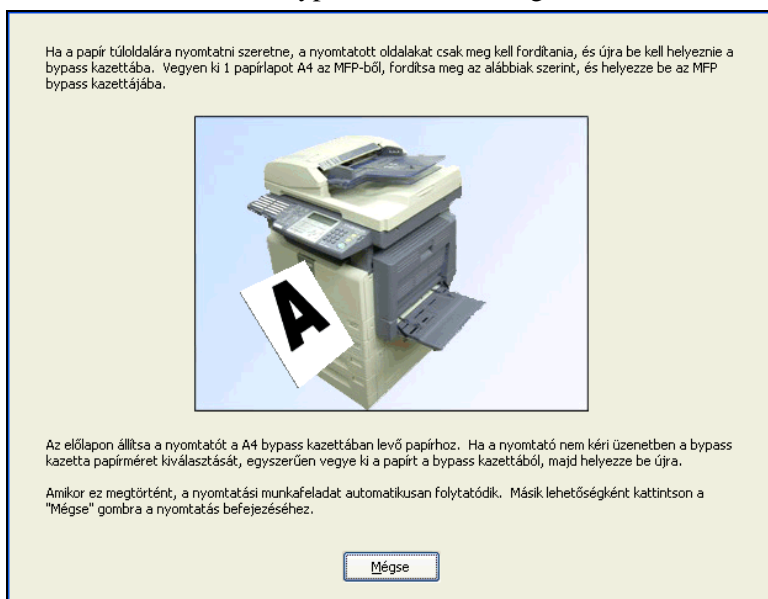 Ha a papír túloldalára nyomtatni szeretne, a nyomtatott oldalakat csak meg kell fordítania, és újra be kell helyeznie a
bypass kazettába. Vegyen ki 1 papírlapot A4 az MFP-ből, fordítsa meg az alábbiak szerint, és helyezze be az MFP
bypass kazettájába.
A
Az előlapon állítsa a nyomtatót a A4 bypass kazettában levő papírhoz. Ha a nyomtató nem kéri üzenetben a bypass
kazetta papírméret kiválasztását, egyszerűen vegye ki a papírt a bypass kazettából, majd helyezze be újra.
Amikor ez megtörtént, a nyomtatási munkafeladat automatikusan folytatódik. Másik lehetőségként kattintson a
"Mégse" gombra a nyomtatás befejezéséhez.
Mégse